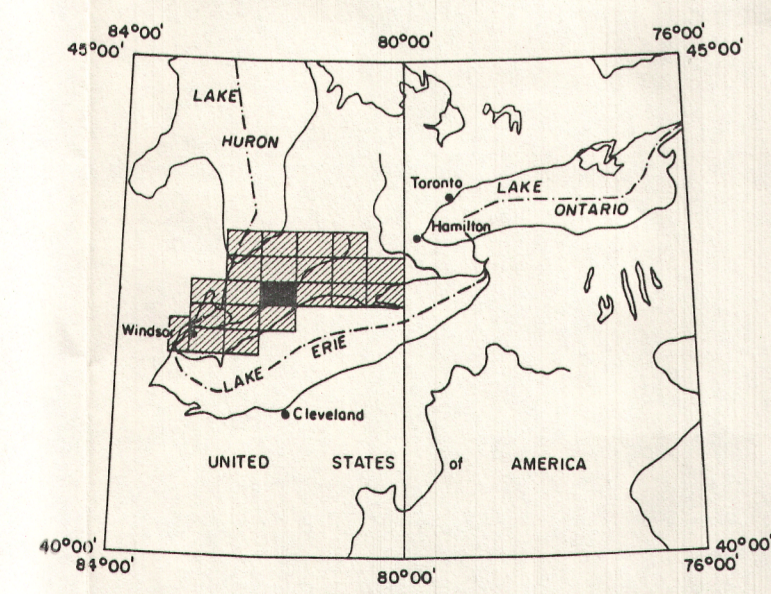 84°00'
80°00'
76°00'
45°00'
45°00'
LAKE
HURON
Toronto
LAKE
ONTARIO
Hamilton
Windsor
ERIE
LAKE
Cleveland
UNITED STATES of AMERICA
40°00'
40°00'
84°00'
80°00'
76°00'